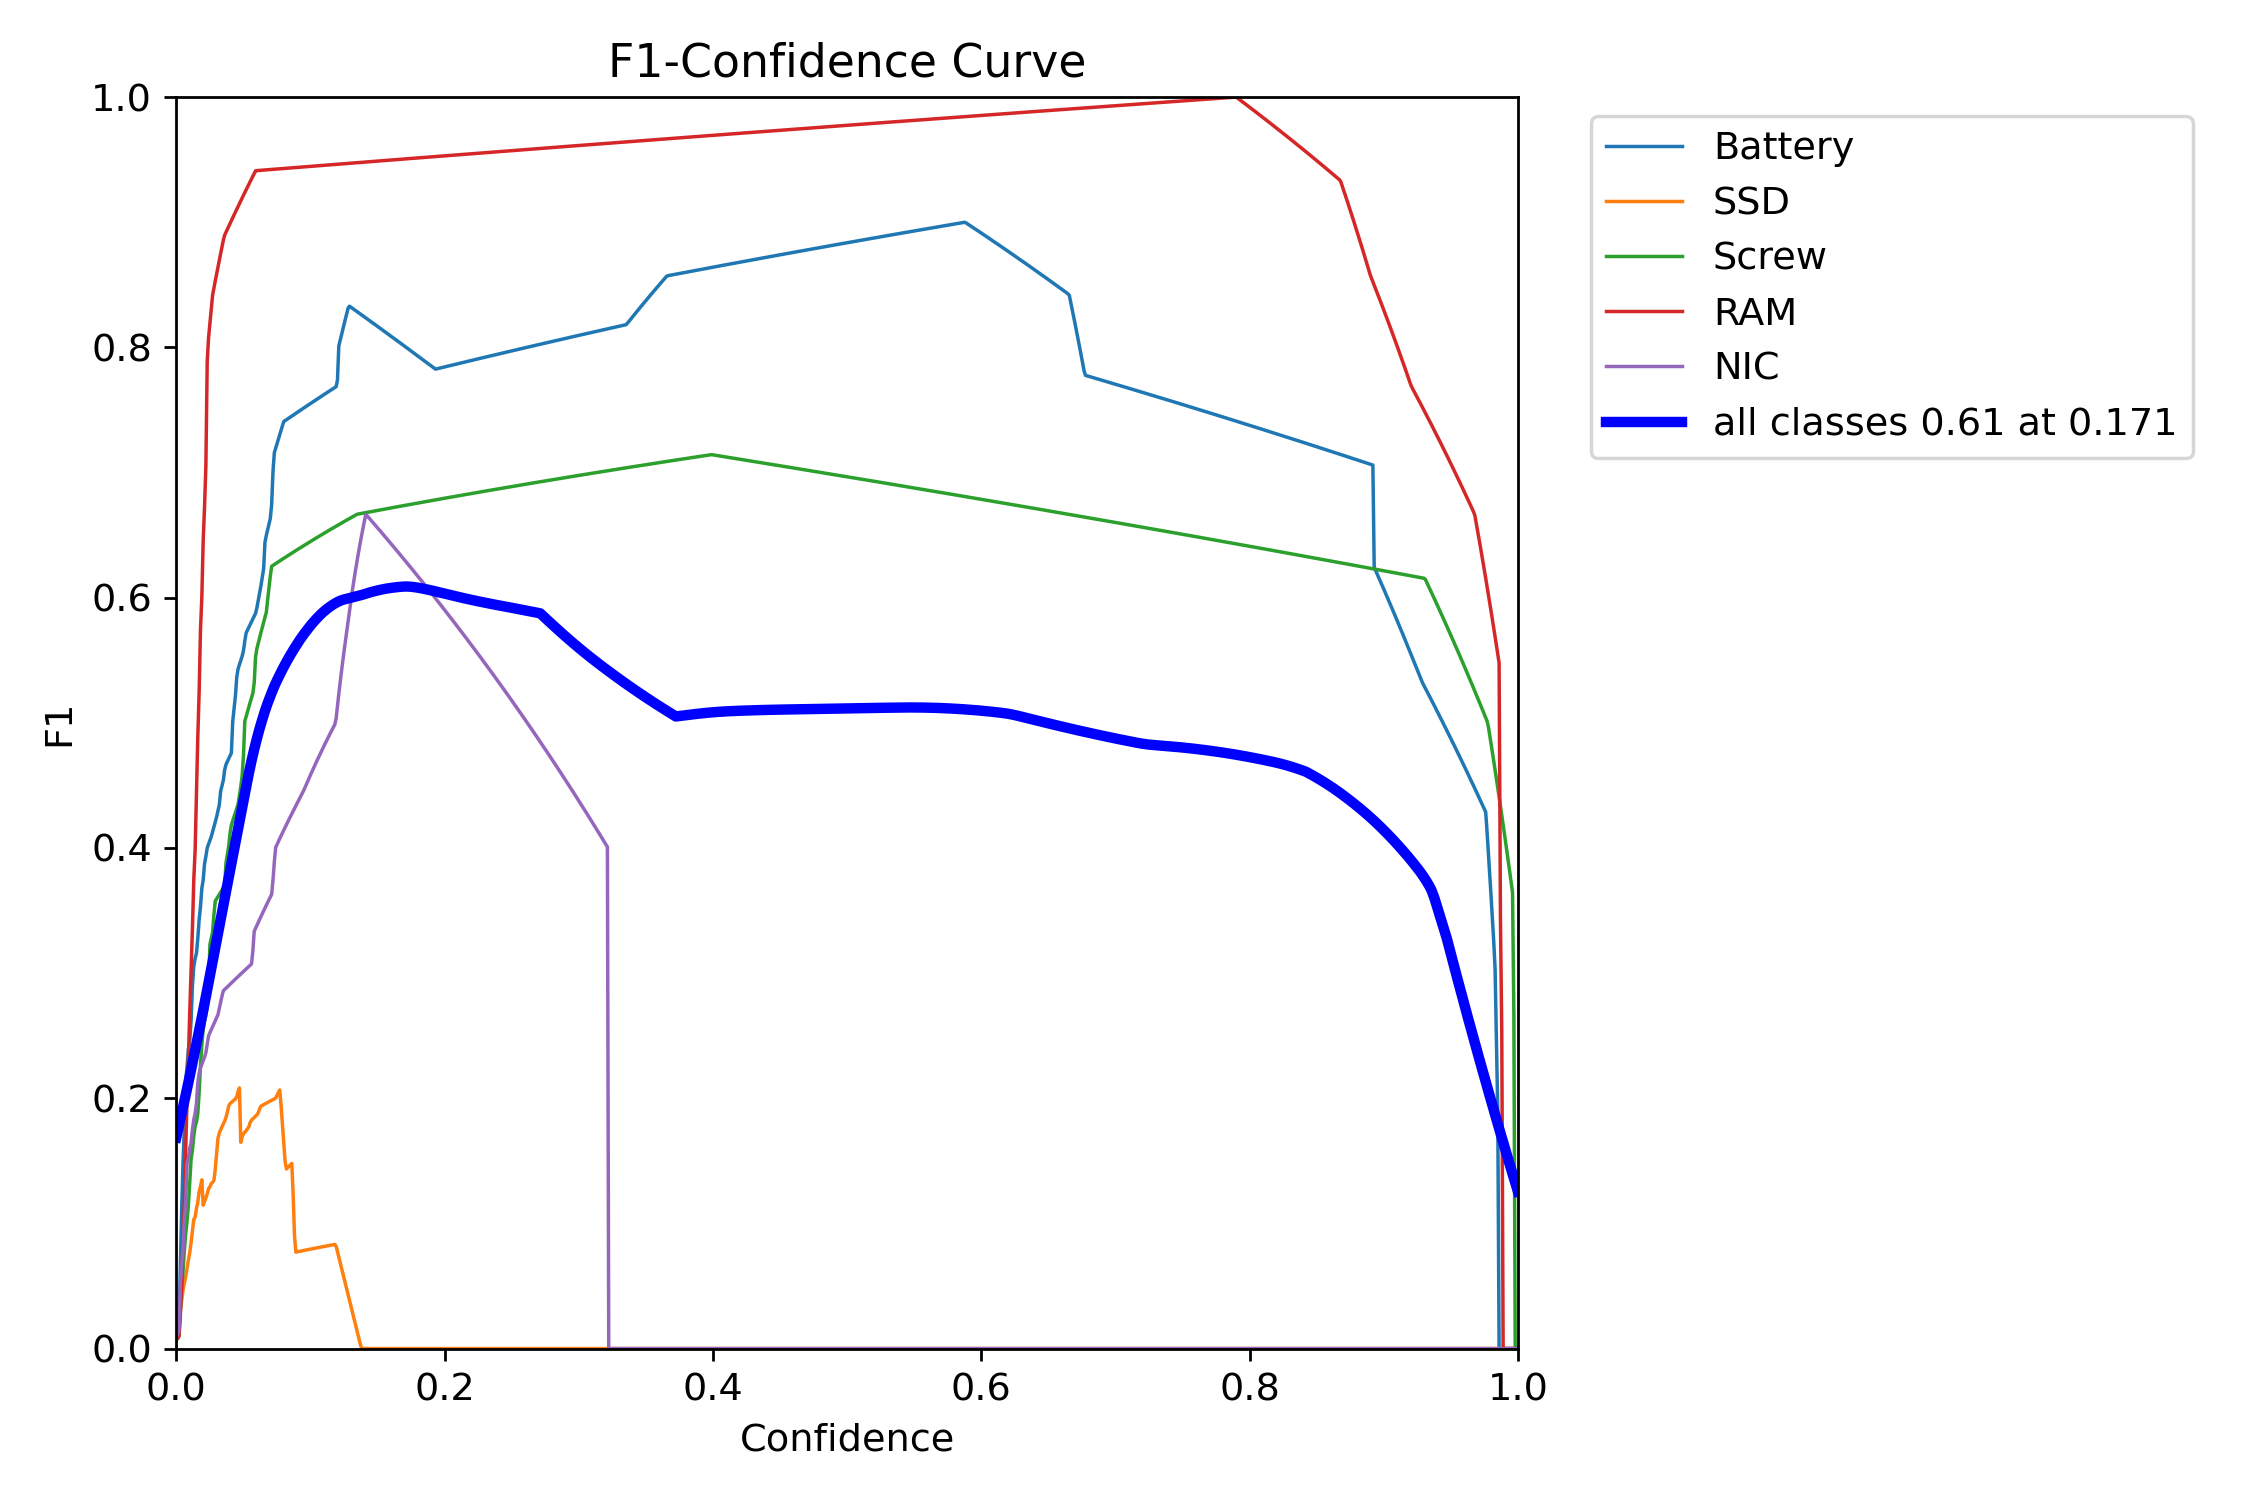 F1-Confidence Curve
1.0
0.8
0.6
0.4
0.2
0.0
F1
0.0 0.2 0.4 0.6 0.8 1.0
Confidence
Battery
SSD
Screw
RAM
NIC
all classes 0.61 at 0.171